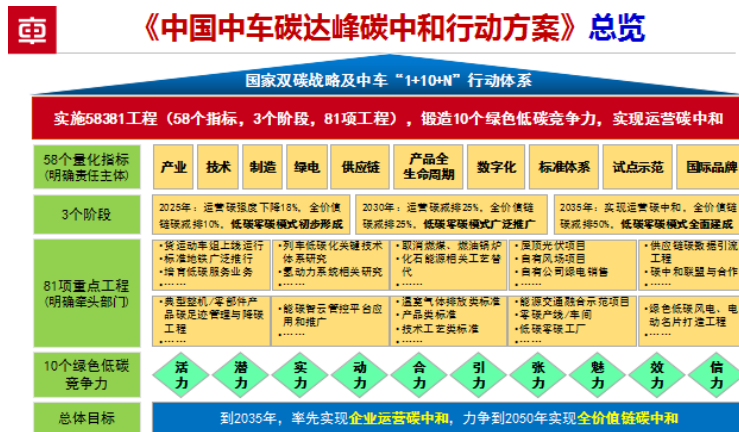 《中国中车碳达峰碳中和行动方案》总览
国家双碳战略及中车“1+10+N”行动体系
实施58381工程（58个指标，3个阶段，81项工程），锻造10个绿色低碳竞争力，实现运营碳中和
58个量化指标
(明确责任主体)
产业
技术
制造
绿电
供应链
产品全
生命周期
数字化
标准体系
试点示范
国际品牌
3个阶段
2025年：运营碳强度下降18%，全价值
链碳减排10%，低碳零碳模式初步形成
2030年：运营碳减排25%，全价值链
碳减排25%，低碳零碳模式广泛推广
2035年：实现运营碳中和，全价值链
碳减排50%，低碳零碳模式全面建成
81项重点工程
(明确牵头部门)
•货运动车组上线运行
•标准地铁广泛推行
•培育低碳服务业务
•……
•列车低碳化关键技术
体系研究
•氢动力系统相关研究
•……
•取消燃煤、燃油锅炉
•化石能源相关工艺替
代
•……
•屋顶光伏项目
•自有风场项目
•自有公司绿电销售
•……
•供应链碳数据引流
工程
•碳中和联盟与合作
•……
•典型整机/零部件产
品碳足迹管理与降碳
工程
•……
•能碳智云管控平台应
用和推广
•……
•温室气体排放类标准
•产品类标准
•技术工艺类标准
•……
•能源交通融合示范项目
•零碳产线/车间
•低碳零碳工厂
•……
•绿色低碳风电、电
动名片打造工程
•……
10个绿色低碳
竞争力
活力
潜力
实力
动力
合力
引力
张力
魅力
效力
信力
总体目标
到2035年，率先实现企业运营碳中和，力争到2050年实现全价值链碳中和